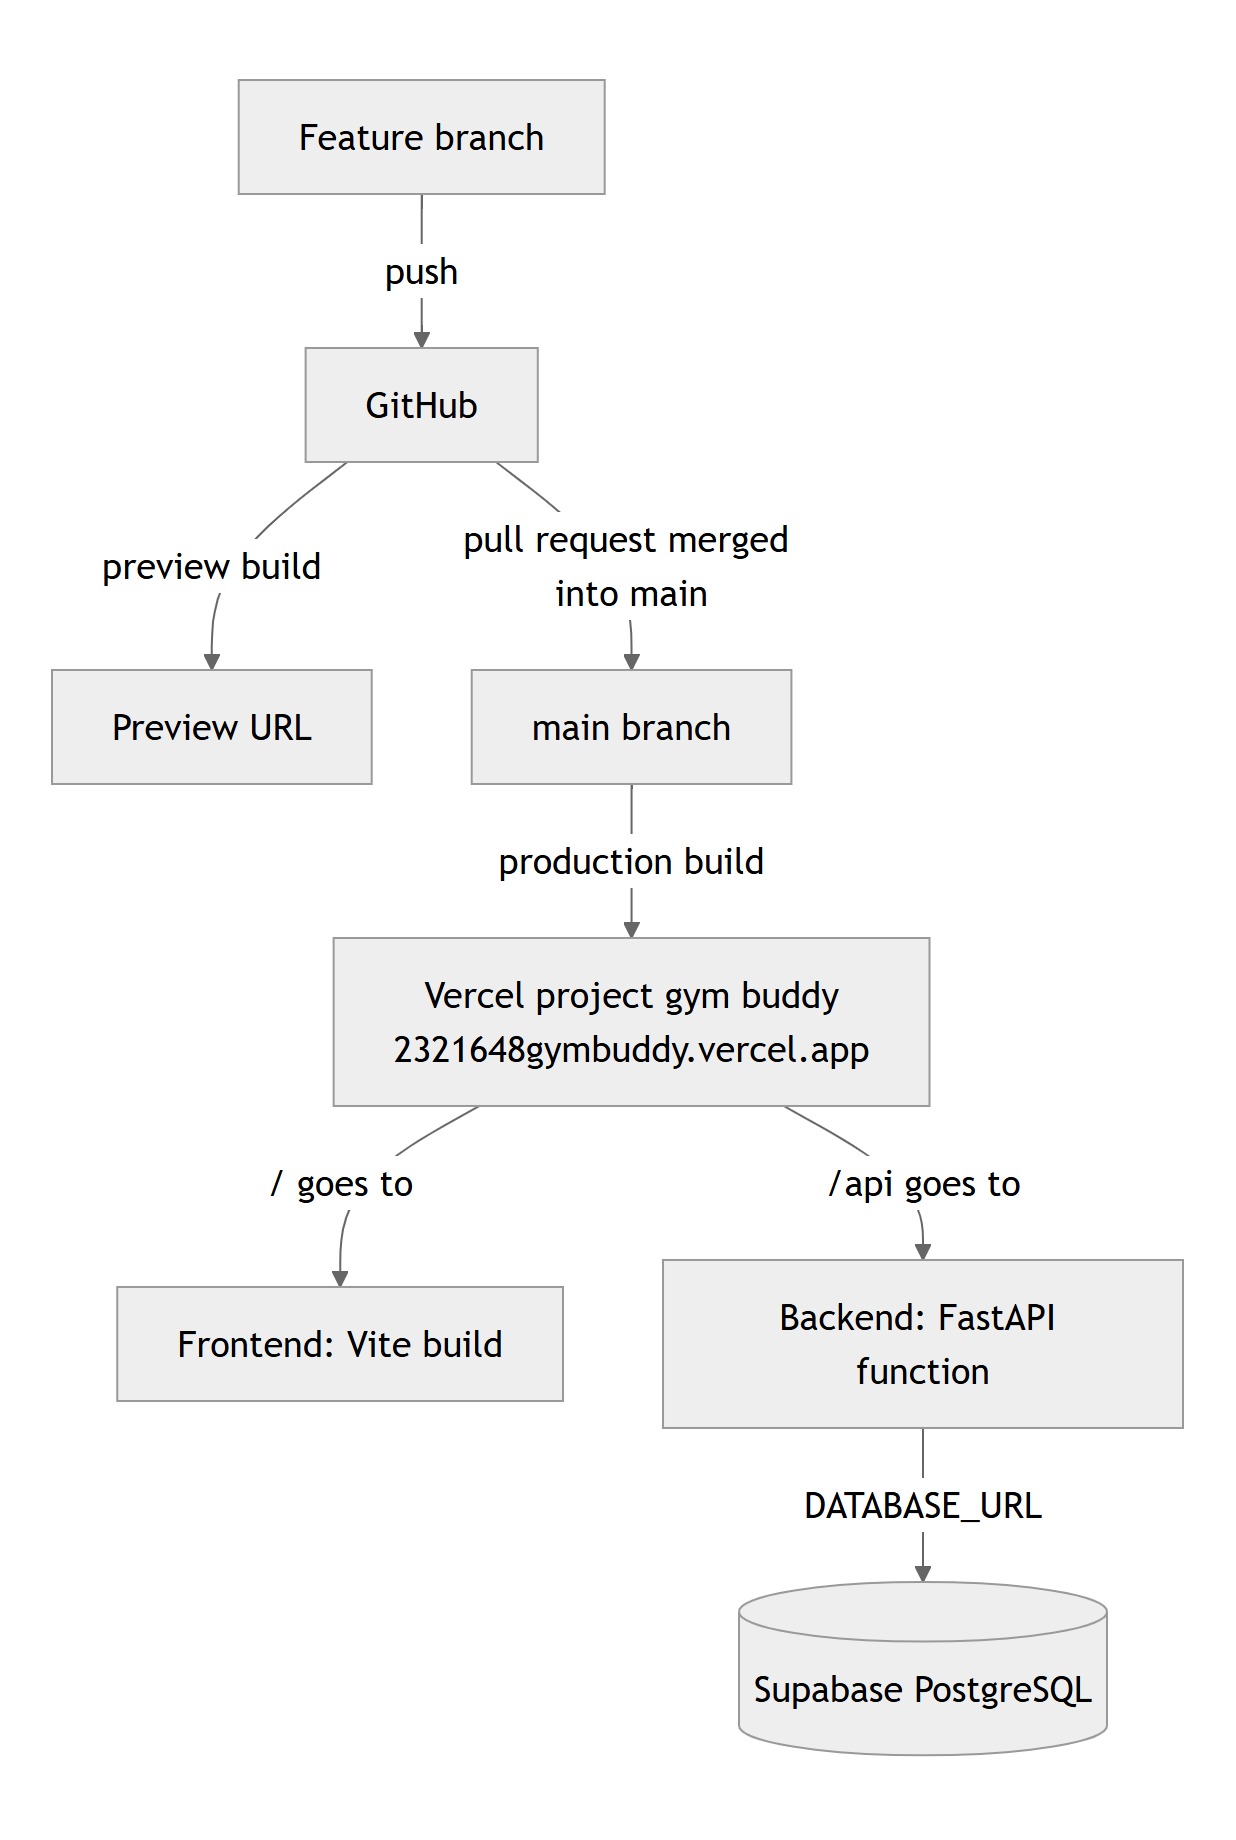 Feature branch
push
GitHub
preview build
pull request merged
into main
Preview URL
main branch
production build
Vercel project gym buddy
2321648gymbuddy.vercel.app
/ goes to
/api goes to
Frontend: Vite build
Backend: FastAPI
function
DATABASE_URL
Supabase PostgreSQL